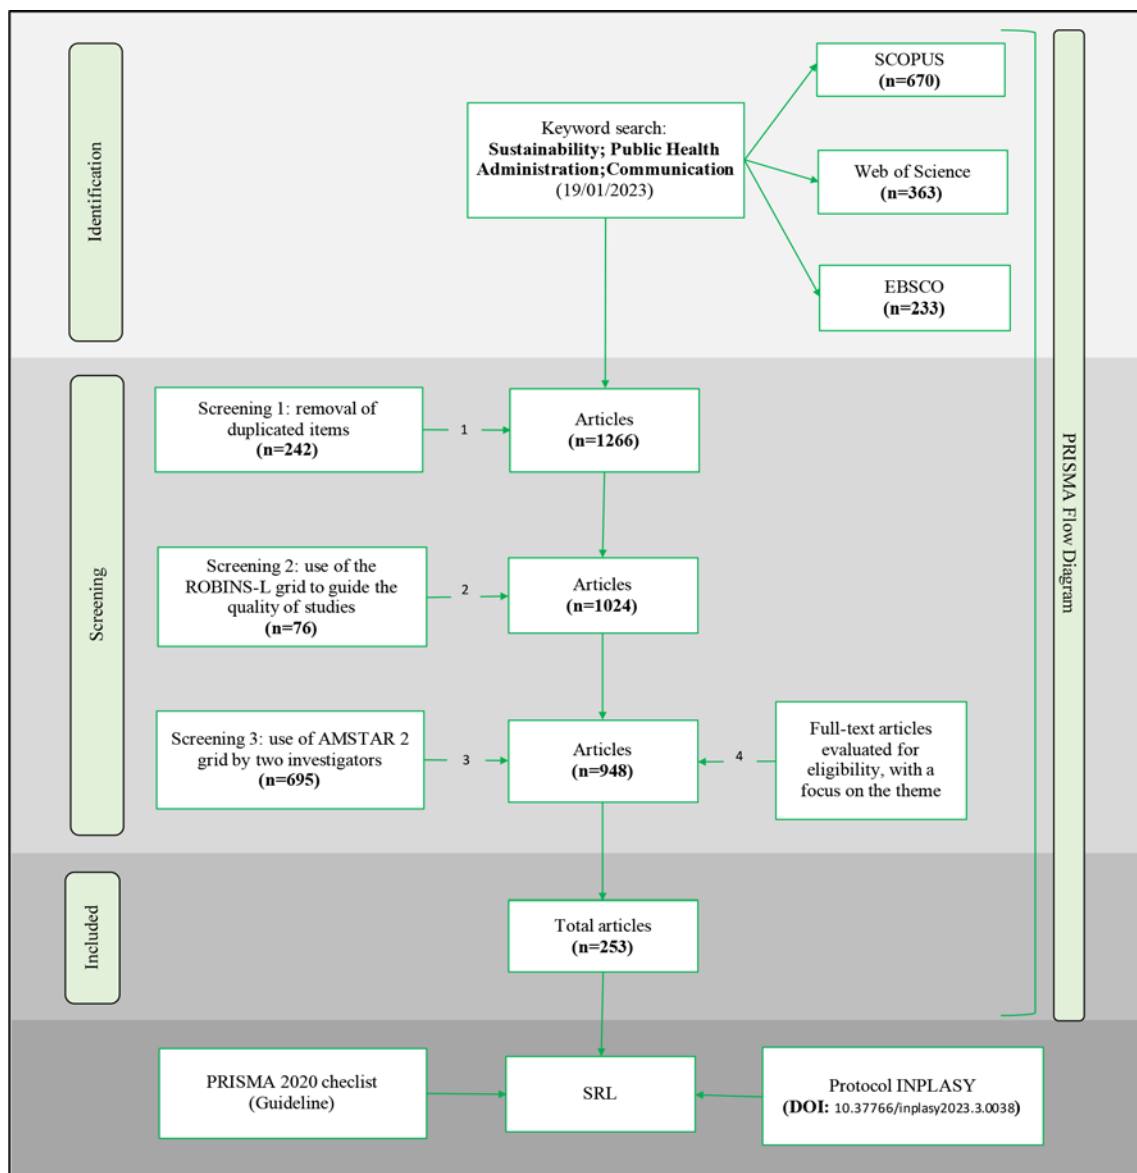 Identification
Keyword search:
Sustainability; Public Health
Administration;Communication
(19/01/2023)
SCOPUS
(n=670)
Web of Science
(n=363)
EBSCO
(n=233)
PRISMA Flow Diagram
Screening
Screening 1: removal of
duplicated items
(n=242)
1
Articles
(n=1266)
Screening 2: use of the
ROBINS-L grid to guide the
quality of studies
(n=76)
2
Articles
(n=1024)
Screening 3: use of AMSTAR 2
grid by two investigators
(n=695)
3
Articles
(n=948)
4
Full-text articles
evaluated for
eligibility, with a
focus on the theme
Included
Total articles
(n=253)
PRISMA 2020 checlist
(Guideline)
SRL
Protocol INPLASY
(DOI: 10.37766/inplasy2023.3.0038)